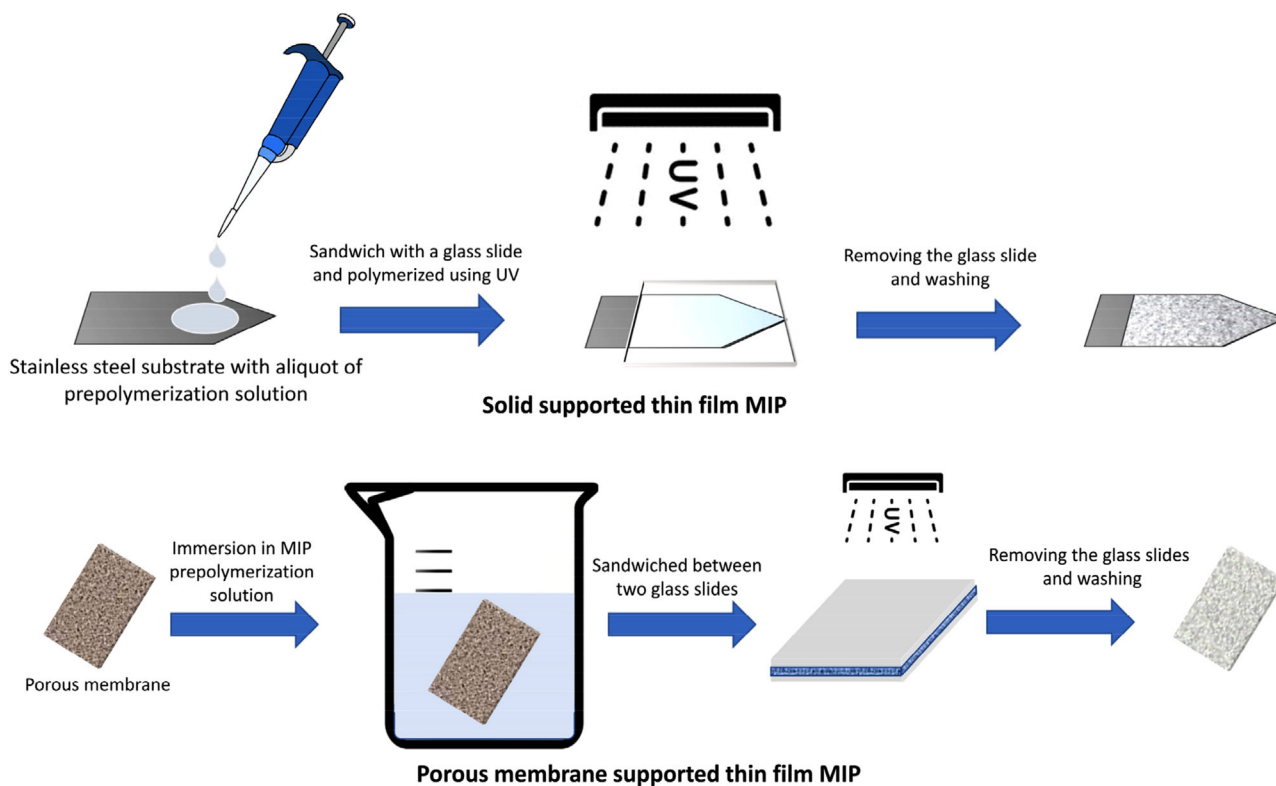 Sandwich with a glass slide
and polymerized using UV
UV
Removing the glass slide
and washing
Stainless steel substrate with aliquot of
prepolymerization solution
Solid supported thin film MIP
Immersion in MIP
prepolymerization
solution
Sandwiched between
two glass slides
UV
Removing the glass slides
and washing
Porous membrane
Porous membrane supported thin film MIP